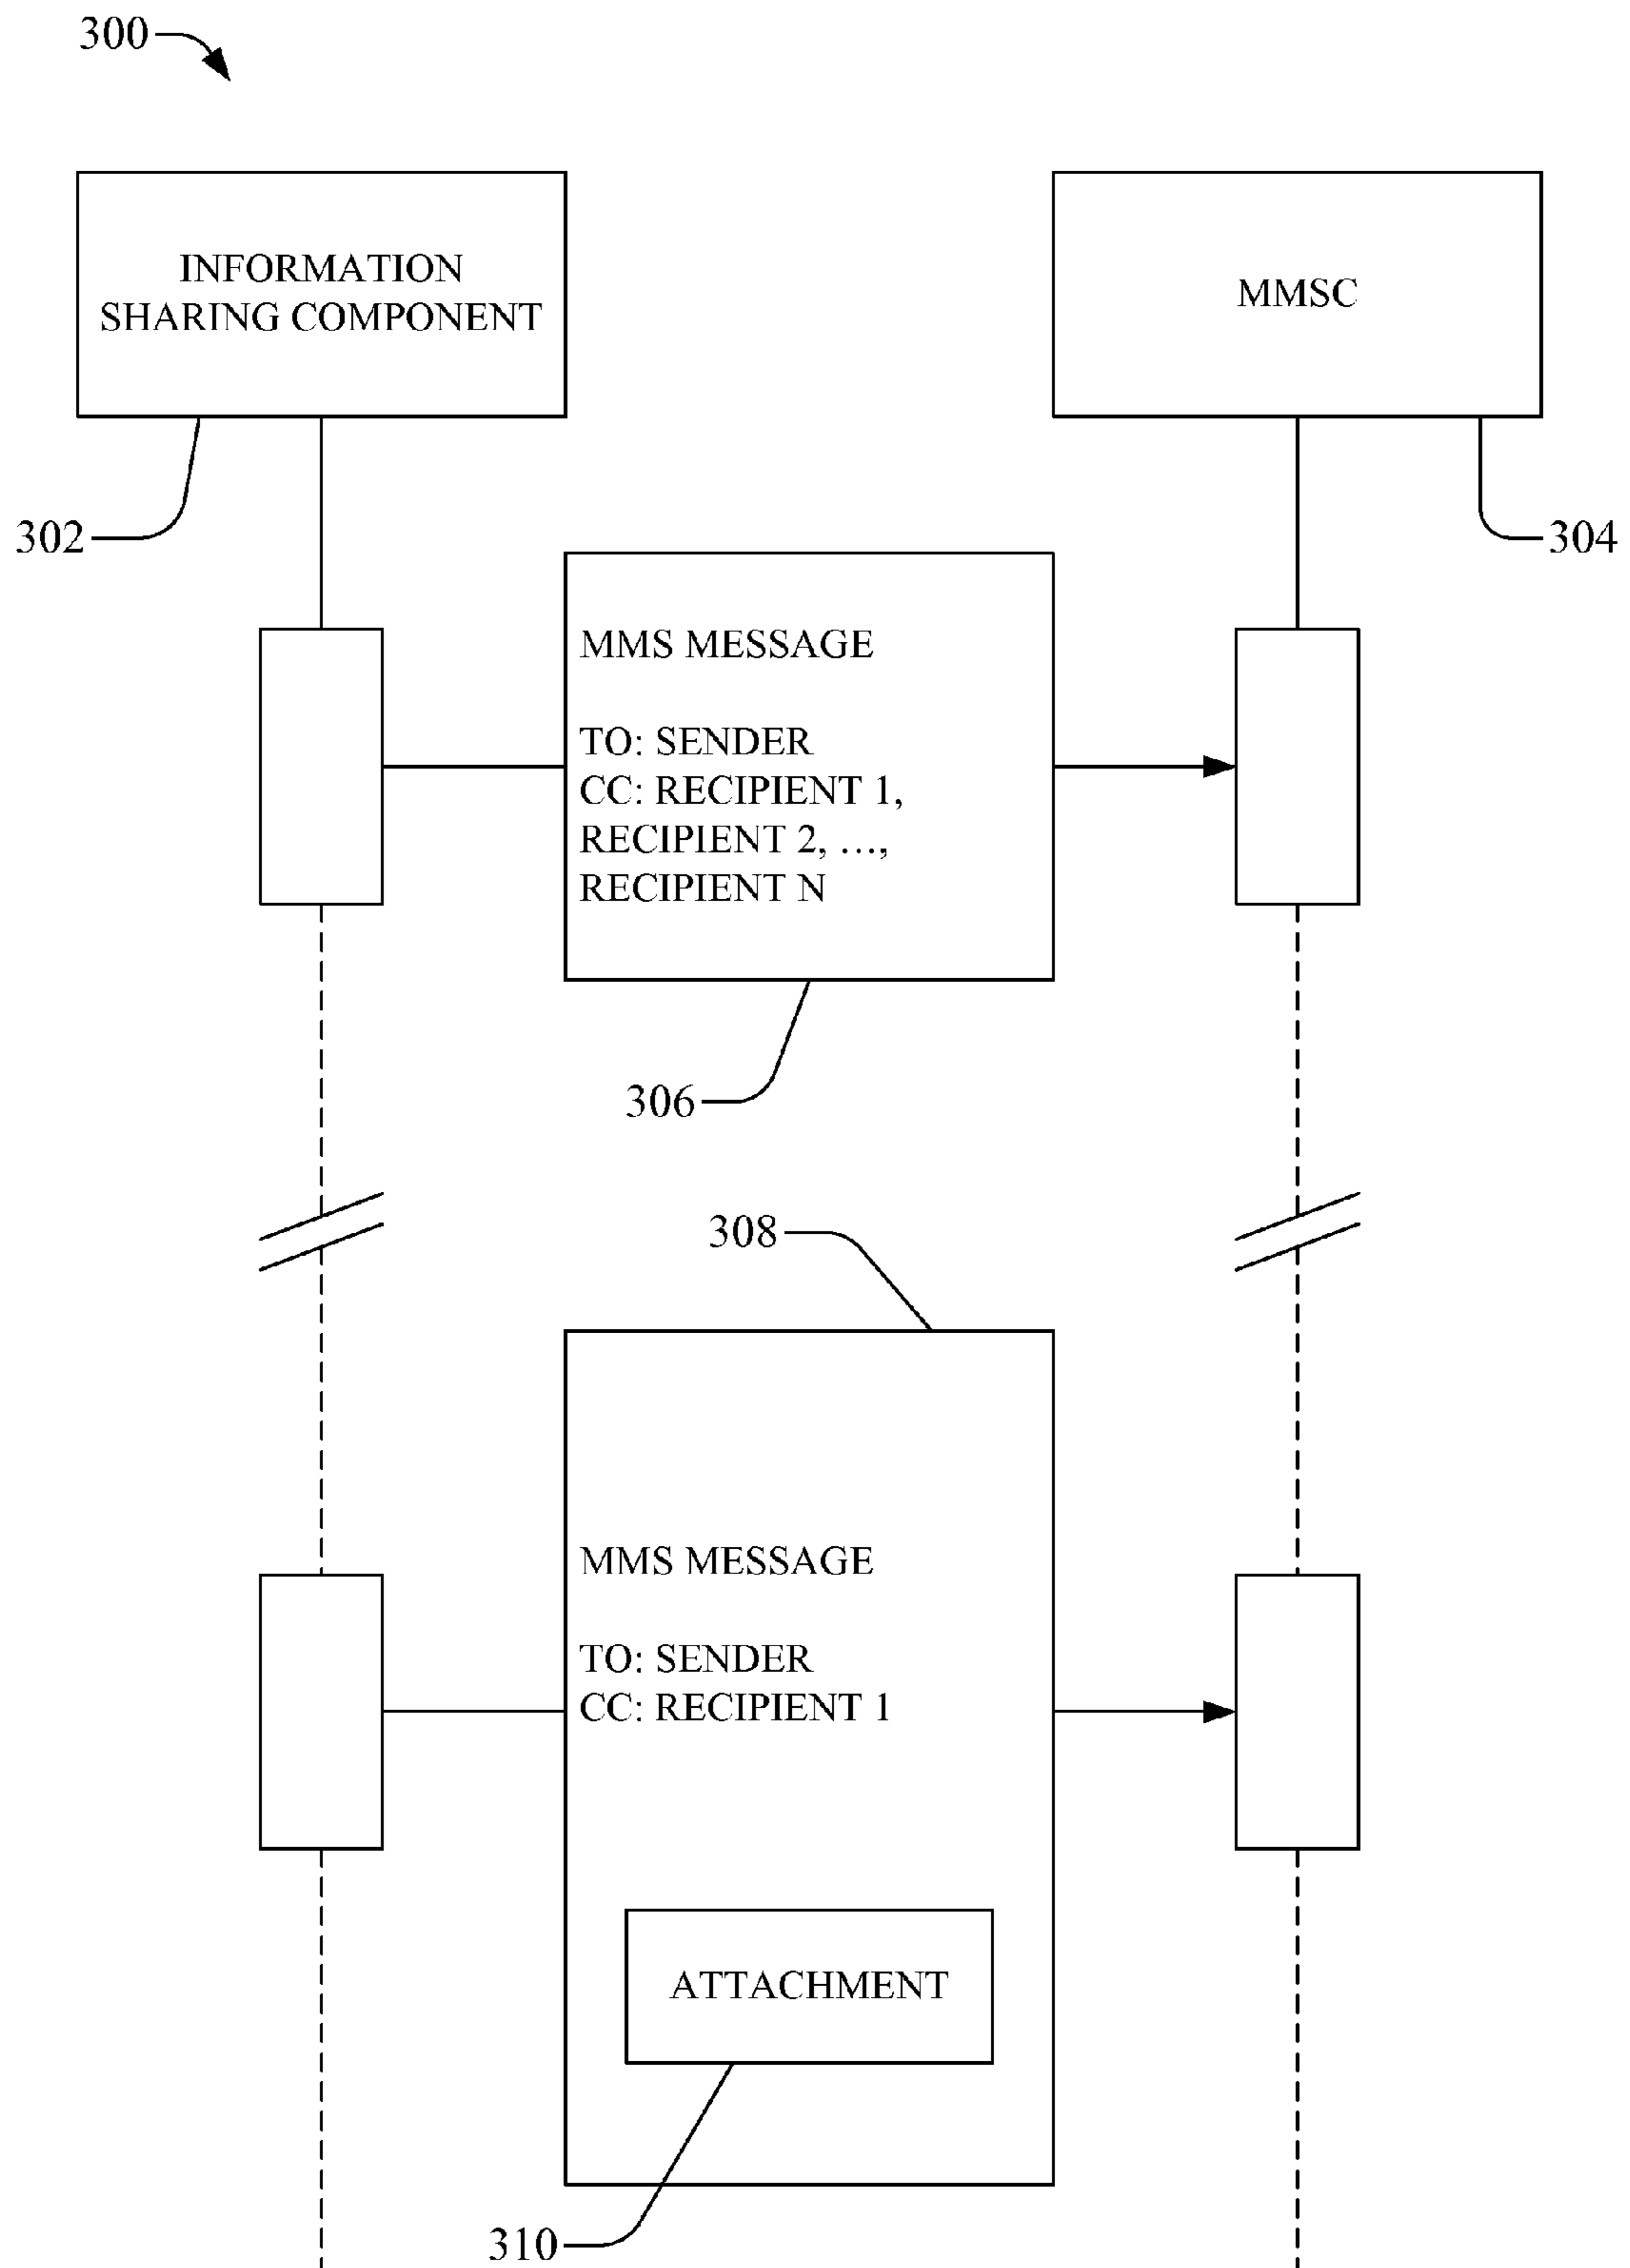 300
INFORMATION
SHARING COMPONENT
MMSC
302
304
MMS MESSAGE
TO: SENDER
CC: RECIPIENT 1,
RECIPIENT 2, ...,
RECIPIENT N
306
308
MMS MESSAGE
TO: SENDER
CC: RECIPIENT 1
ATTACHMENT
310